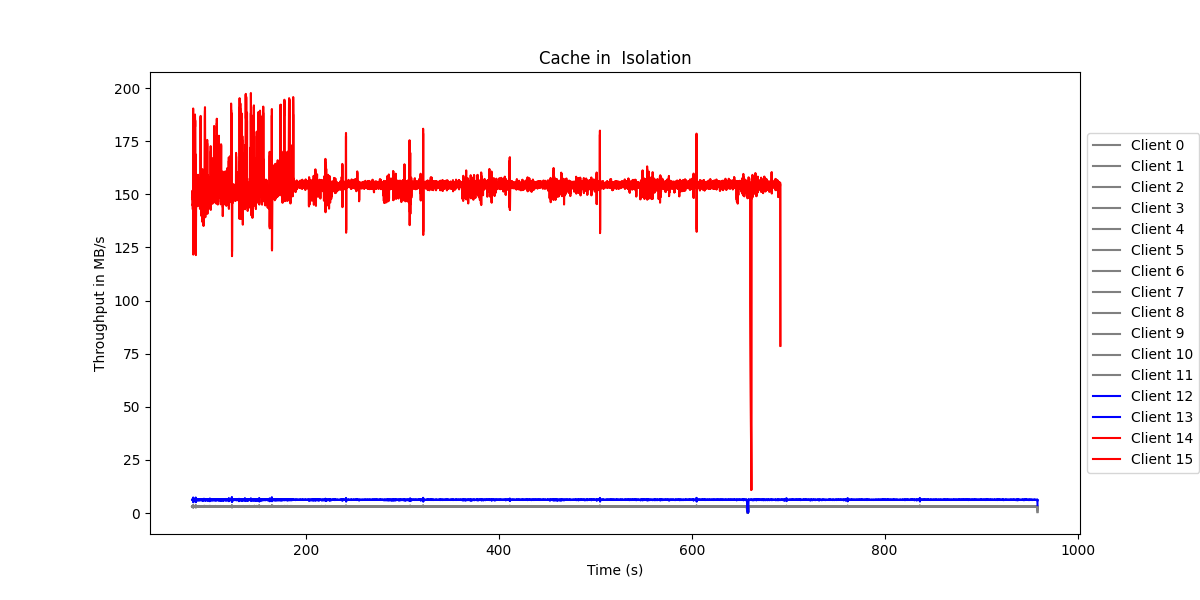 Cache in  Isolation
Throughput in MB/s
200
175
150
125
100
75
50
25
0
200
400
600
800
1000
Time (s)
Client 0
Client 1
Client 2
Client 3
Client 4
Client 5
Client 6
Client 7
Client 8
Client 9
Client 10
Client 11
Client 12
Client 13
Client 14
Client 15